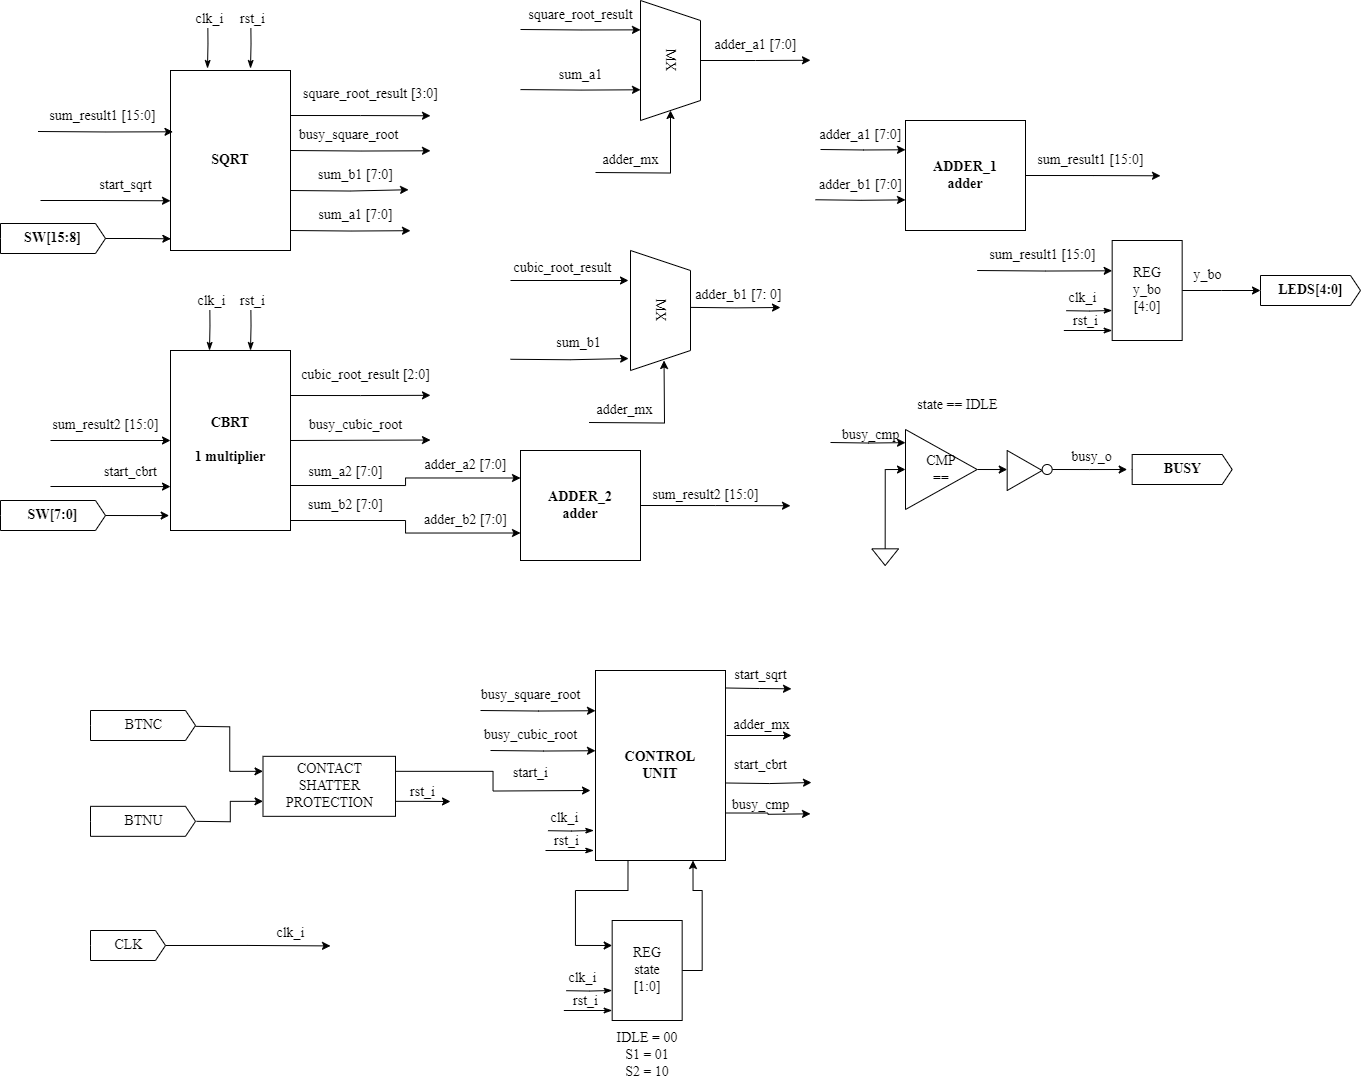 clk_i
rst_i
sum_result1 [15:0]
start_sqrt
SW[15:8]
SQRT
square_root_result [3:0]
busy_square_root
sum_b1 [7:0]
sum_a1 [7:0]
square_root_result
sum_a1
MX
adder_a1 [7:0]
adder_mx
adder_a1 [7:0]
adder_b1 [7:0]
ADDER_1
adder
sum_result1 [15:0]
cubic_root_result
sum_b1
MX
adder_b1 [7: 0]
adder_mx
sum_result1 [15:0]
clk_i
rst_i
REG
y_bo
[4:0]
y_bo
LEDS[4:0]
clk_i
rst_i
sum_result2 [15:0]
start_cbrt
SW[7:0]
CBRT
1 multiplier
cubic_root_result [2:0]
busy_cubic_root
sum_a2 [7:0]
sum_b2 [7:0]
adder_a2 [7:0]
adder_b2 [7:0]
ADDER_2
adder
sum_result2 [15:0]
state == IDLE
busy_cmp
CMP
==
busy_o
BUSY
BTNC
BTNU
CONTACT
SHATTER
PROTECTION
start_i
rst_i
busy_square_root
busy_cubic_root
clk_i
rst_i
CONTROL
UNIT
start_sqrt
adder_mx
start_cbrt
busy_cmp
CLK
clk_i
clk_i
rst_i
REG
state
[1:0]
IDLE = 00
S1 = 01
S2 = 10